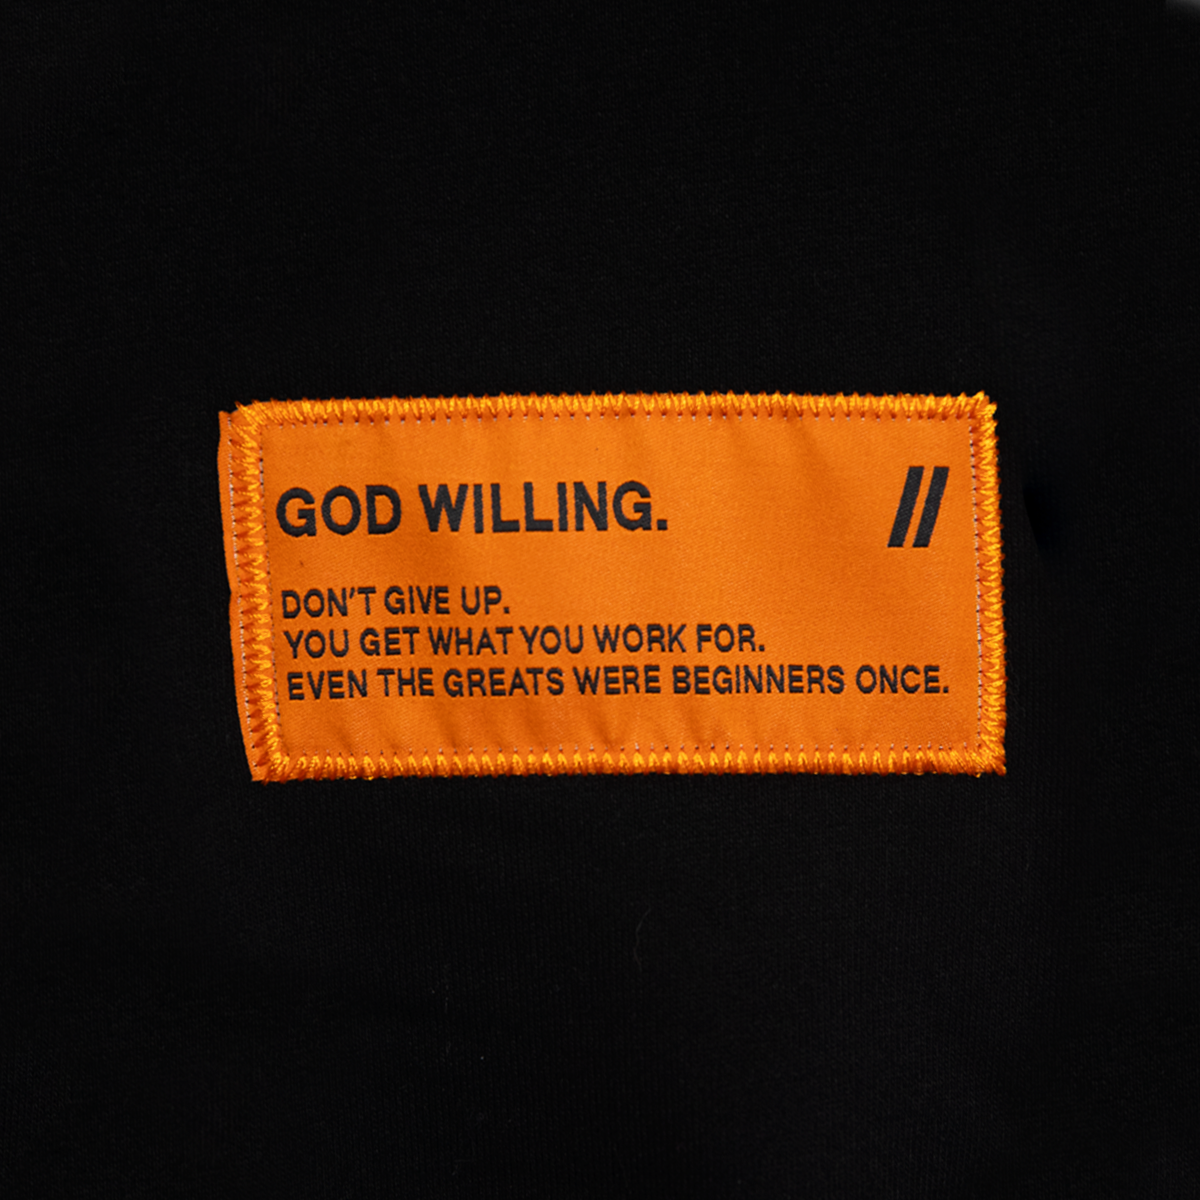 GOD WILLING. //
DON'T GIVE UP.
YOU GET WHAT YOU WORK FOR.
EVEN THE GREATS WERE BEGINNERS ONCE.